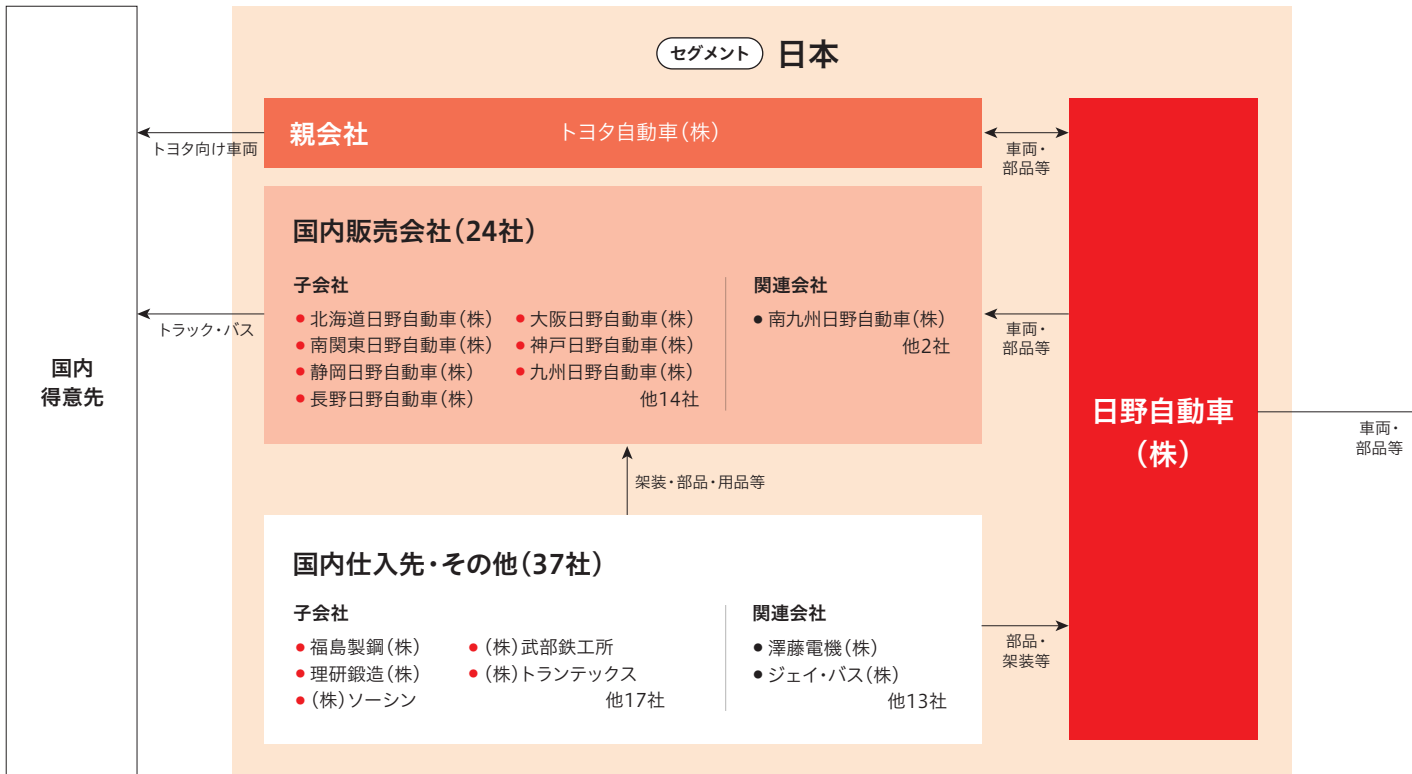 セグメント 日本
国内
得意先
親会社 トヨタ自動車(株)
トヨタ向け車両
車両・
部品等
国内販売会社(24社)
子会社
• 北海道日野自動車(株)
• 南関東日野自動車(株)
• 静岡日野自動車(株)
• 長野日野自動車(株)
• 大阪日野自動車(株)
• 神戸日野自動車(株)
• 九州日野自動車(株)
他14社
関連会社
• 南九州日野自動車(株)
他2社
トラック・バス
車両・
部品等
架装・部品・用品等
国内仕入先・その他(37社)
子会社
• 福島製鋼(株)
• 理研鍛造(株)
• (株)ソーシン
• (株)武部鉄工所
• (株)トランテックス
他17社
関連会社
• 澤藤電機(株)
• ジェイ・バス(株)
他13社
部品・
架装等
日野自動車
(株)
車両・
部品等